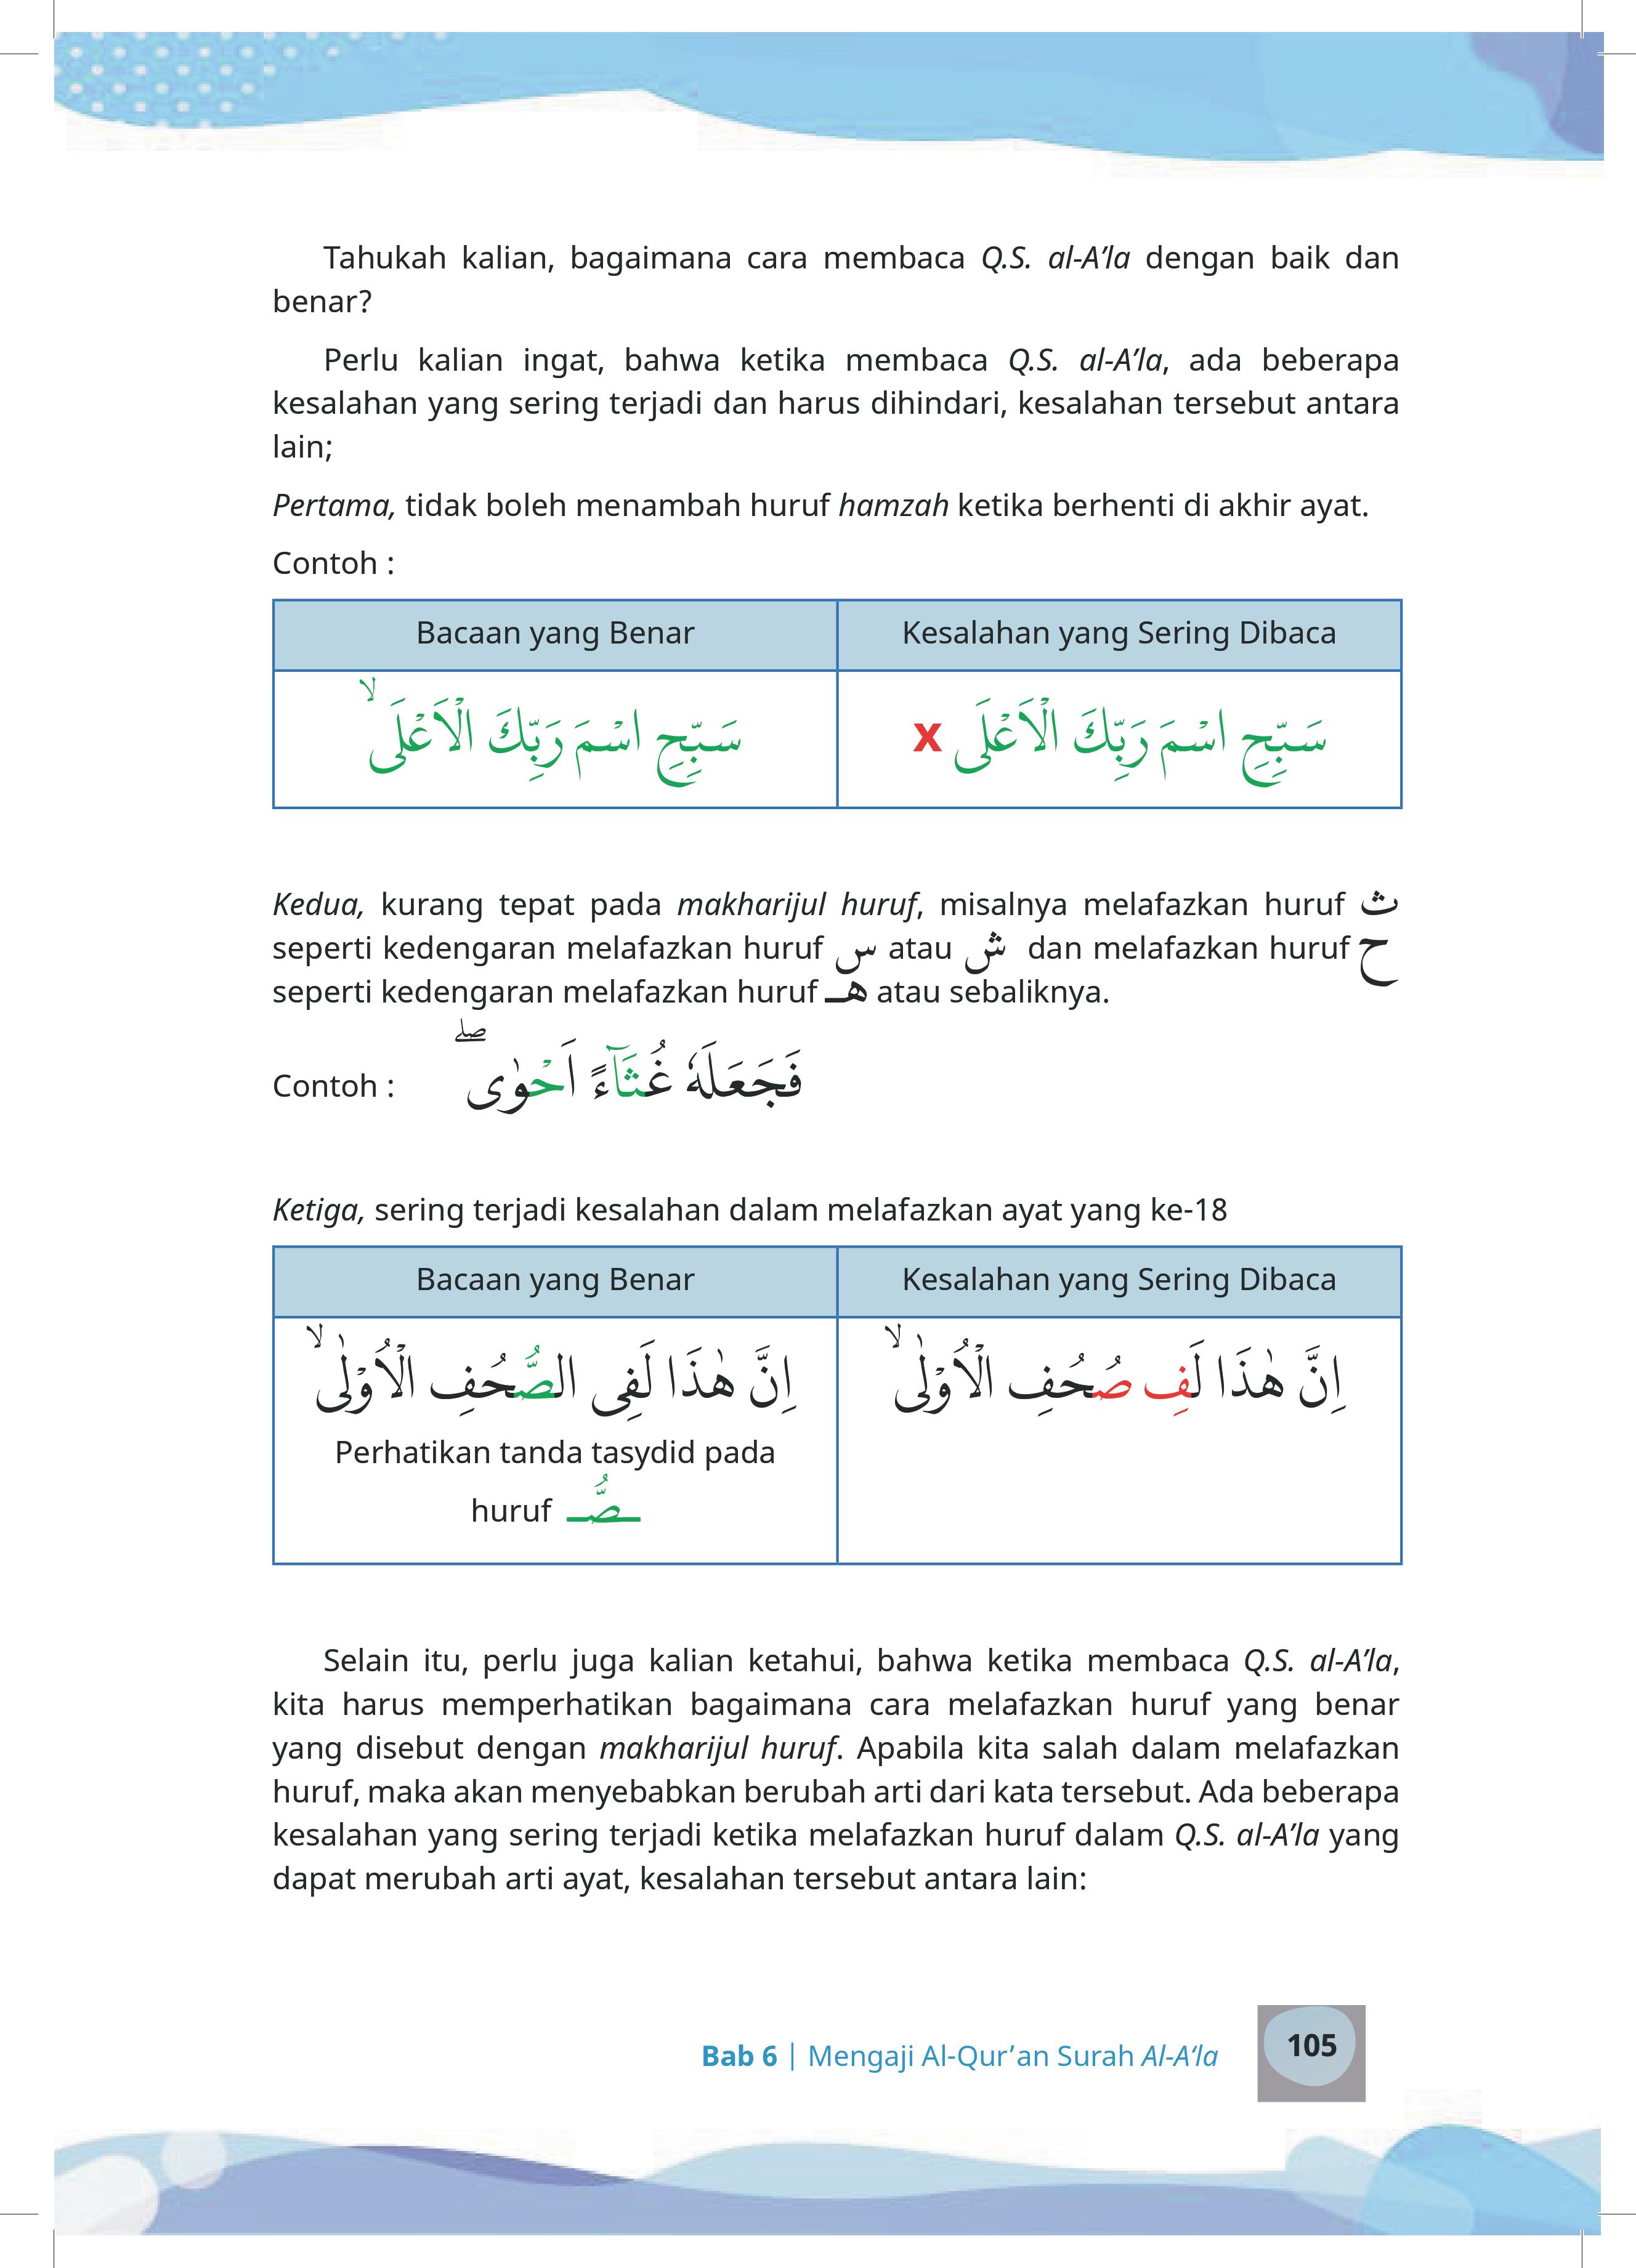 Tahukah kalian, bagaimana cara membaca Q.S. al-A’la dengan baik dan
benar?
Perlu kalian ingat, bahwa ketika membaca Q.S. al-A’la, ada beberapa
kesalahan yang sering terjadi dan harus dihindari, kesalahan tersebut antara
lain;
Pertama, tidak boleh menambah huruf hamzah ketika berhenti di akhir ayat.
Contoh :
Bacaan yang Benar
Kesalahan yang Sering Dibaca
سَبِّحِ اسْمَ رَبِّكَ الْاَعْلَىۙ
سَبِّحِ اسْمَ رَبِّكَ الْاَعْلَى x
Kedua, kurang tepat pada makharijul huruf, misalnya melafazkan huruf ث
seperti kedengaran melafazkan huruf س atau ش dan melafazkan huruf ح
seperti kedengaran melafazkan huruf هـ atau sebaliknya.
Contoh : فَجَعَلَهٗ غُثَاۤءً اَحْوٰىۖ
Ketiga, sering terjadi kesalahan dalam melafazkan ayat yang ke-18
Bacaan yang Benar
Kesalahan yang Sering Dibaca
اِنَّ هٰذَا لَفِى الصُّحُفِ الْاُوْلٰىۙ
Perhatikan tanda tasydid pada
huruf ـصُّـ
اِنَّ هٰذَا لَفِ صُحُفِ الْاُوْلٰىۙ
Selain itu, perlu juga kalian ketahui, bahwa ketika membaca Q.S. al-A’la,
kita harus memperhatikan bagaimana cara melafazkan huruf yang benar
yang disebut dengan makharijul huruf. Apabila kita salah dalam melafazkan
huruf, maka akan menyebabkan berubah arti dari kata tersebut. Ada beberapa
kesalahan yang sering terjadi ketika melafazkan huruf dalam Q.S. al-A’la yang
dapat merubah arti ayat, kesalahan tersebut antara lain:
Bab 6 | Mengaji Al-Qur’an Surah Al-A‘la
105